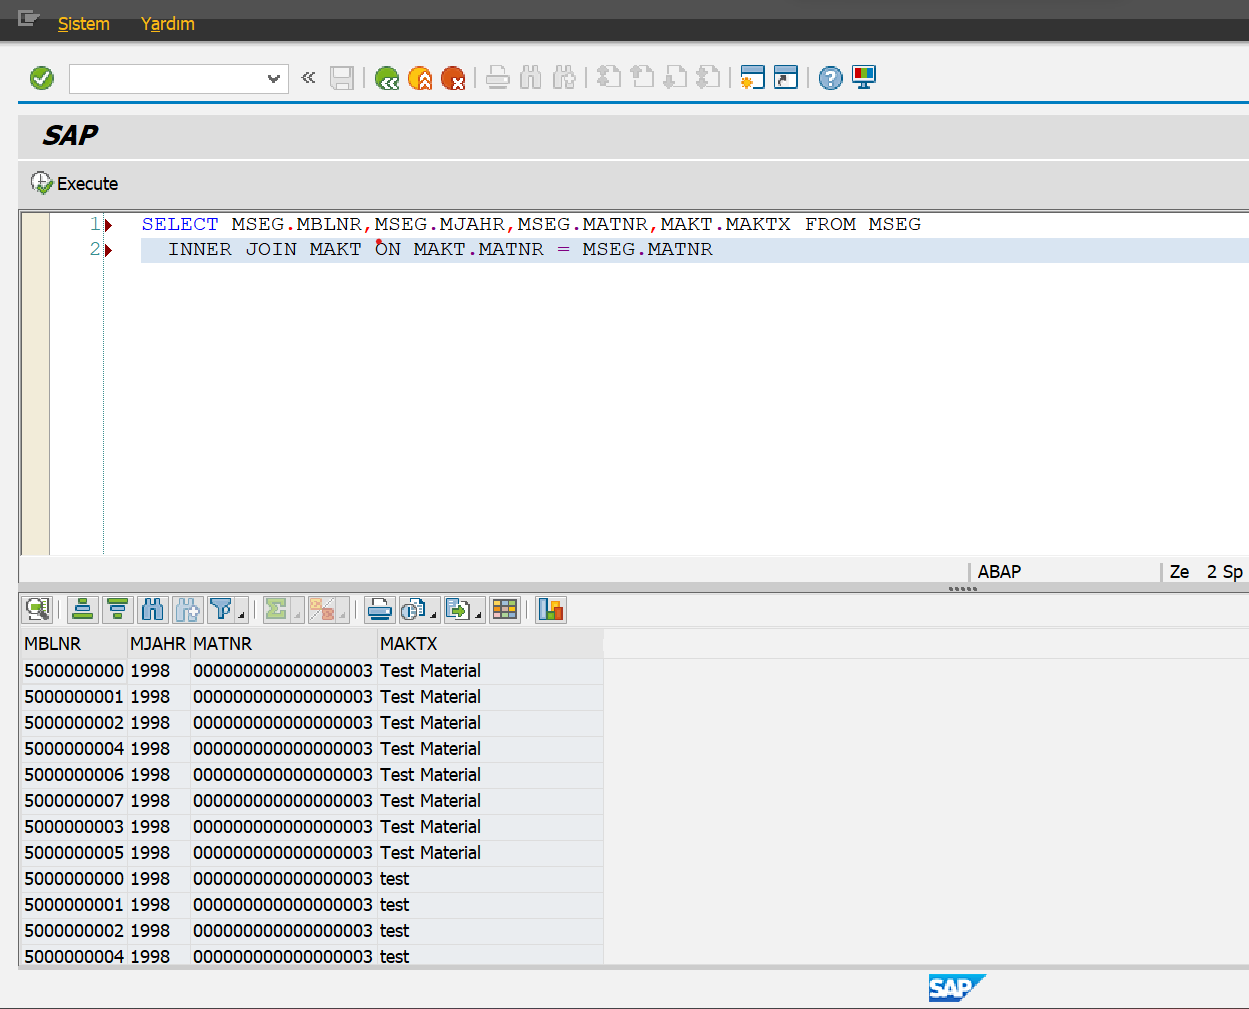 Sistem Yardım
SAP
Execute
1 SELECT MSEG.MBLNR,MSEG.MJAHR,MSEG.MATNR,MAKT.MAKTX FROM MSEG
2 INNER JOIN MAKT ON MAKT.MATNR = MSEG.MATNR
ABAP Ze 2 Sp
MBLNR MJAHR MATNR MAKTX
5000000000 1998 000000000000000003 Test Material
5000000001 1998 000000000000000003 Test Material
5000000002 1998 000000000000000003 Test Material
5000000004 1998 000000000000000003 Test Material
5000000006 1998 000000000000000003 Test Material
5000000007 1998 000000000000000003 Test Material
5000000003 1998 000000000000000003 Test Material
5000000005 1998 000000000000000003 Test Material
5000000000 1998 000000000000000003 test
5000000001 1998 000000000000000003 test
5000000002 1998 000000000000000003 test
5000000004 1998 000000000000000003 test
SAP